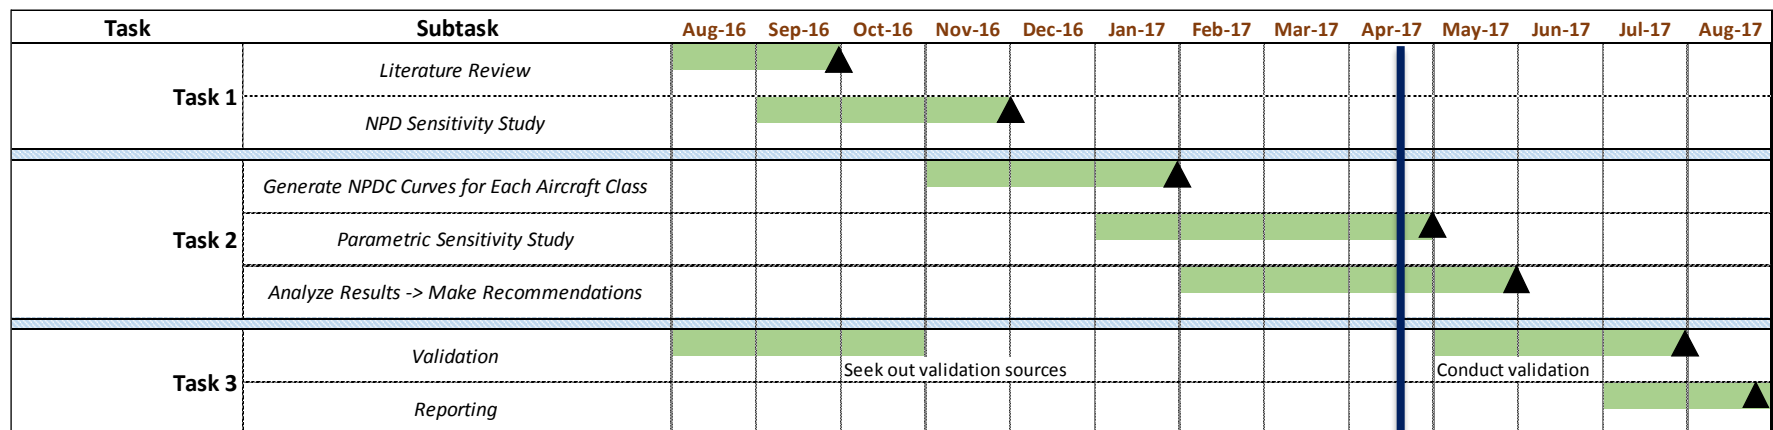 Task Subtask Aug-16 Sep-16 Oct-16 Nov-16 Dec-16 Jan-17 Feb-17 Mar-17 Apr-17 May-17 Jun-17 Jul-17 Aug-17
Literature Review
Task 1
NPD Sensitivity Study
Generate NPDC Curves for Each Aircraft Class
Task 2 Parametric Sensitivity Study
Analyze Results -> Make Recommendations
Validation
Seek out validation sources Conduct validation
Task 3
Reporting